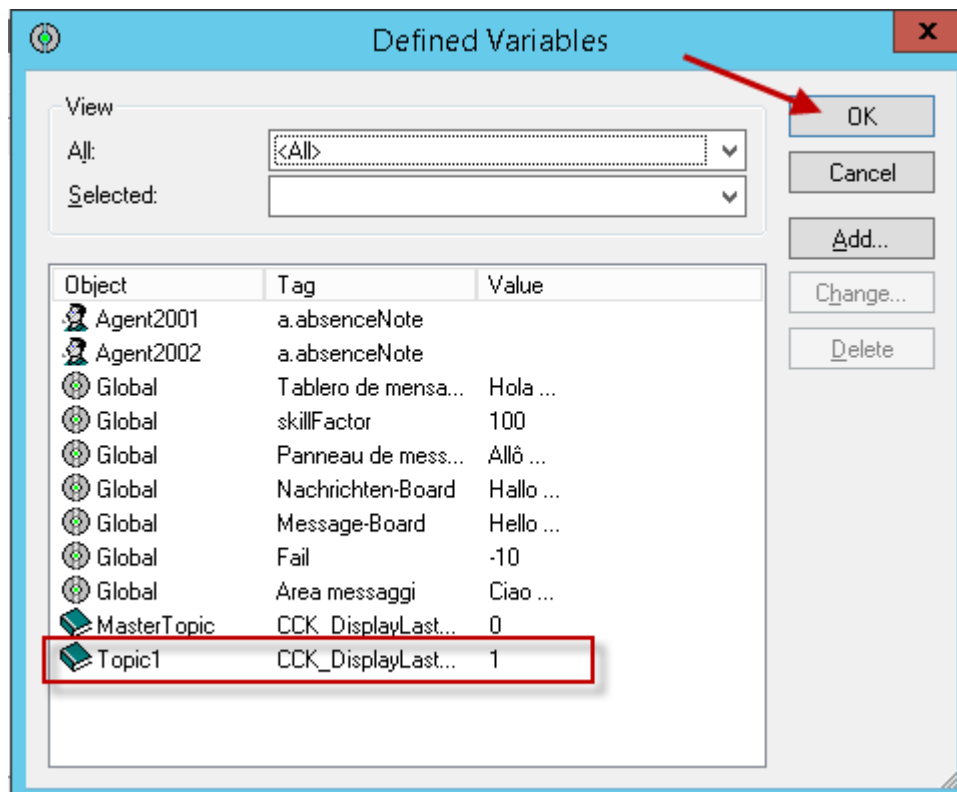 Defined Variables
x
View
All: <All>
Selected:
OK
Cancel
Add...
Change...
Delete
Object Tag Value
Agent2001 a.absenceNote
Agent2002 a.absenceNote
Global Tablero de mensa... Hola ...
Global skillFactor 100
Global Panneau de mess... Allô ...
Global Nachrichten-Board Hallo ...
Global Message-Board Hello ...
Global Fail -10
Global Area messaggi Ciao ...
MasterTopic CCK_DisplayLast... 0
Topic1 CCK_DisplayLast... 1